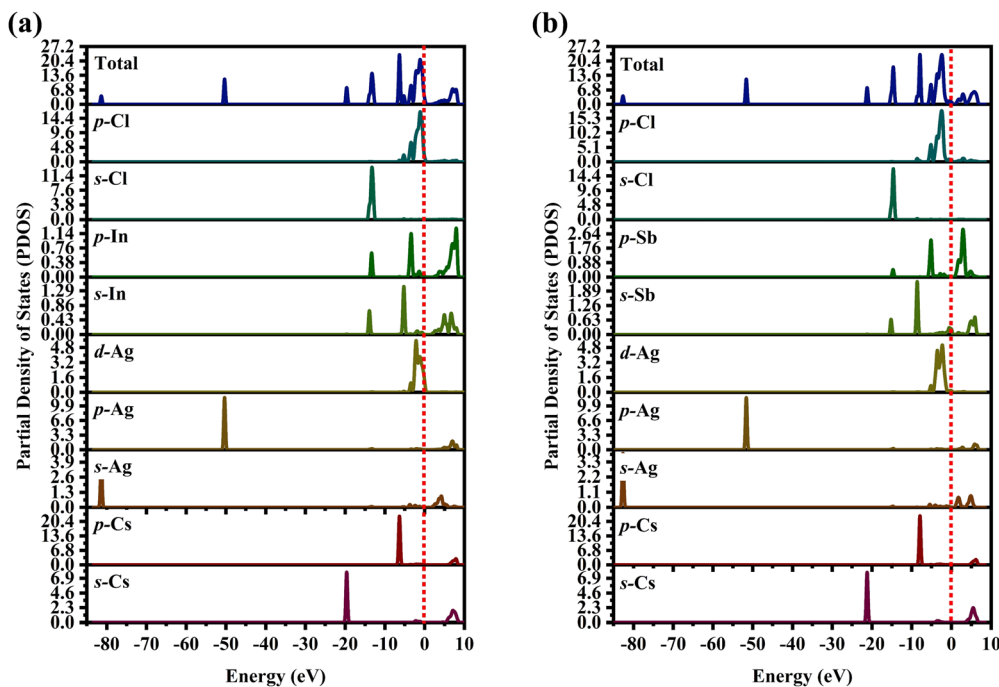 (a)
Partial Density of States (PDOS)
27.2
20.4
13.6
6.8
0.0
Total
14.4
9.6
4.8
0.0
p-Cl
11.4
7.6
3.8
0.0
s-Cl
1.14
0.76
0.38
0.00
p-In
1.29
0.86
0.43
0.00
s-In
4.8
3.2
1.6
0.0
d-Ag
9.9
6.6
3.3
0.0
p-Ag
3.9
2.6
1.3
0.0
s-Ag
20.4
13.6
6.8
0.0
p-Cs
6.9
4.6
2.3
0.0
s-Cs
-80 -70 -60 -50 -40 -30 -20 -10 0 10
Energy (eV)
(b)
Partial Density of States (PDOS)
27.2
20.4
13.6
6.8
0.0
Total
15.3
10.2
5.1
0.0
p-Cl
14.4
9.6
4.8
0.0
s-Cl
2.64
1.76
0.88
0.00
p-Sb
1.89
1.26
0.63
0.00
s-Sb
4.8
3.2
1.6
0.0
d-Ag
9.9
6.6
3.3
0.0
p-Ag
3.3
2.2
1.1
0.0
s-Ag
20.4
13.6
6.8
0.0
p-Cs
6.9
4.6
2.3
0.0
s-Cs
-80 -70 -60 -50 -40 -30 -20 -10 0 10
Energy (eV)